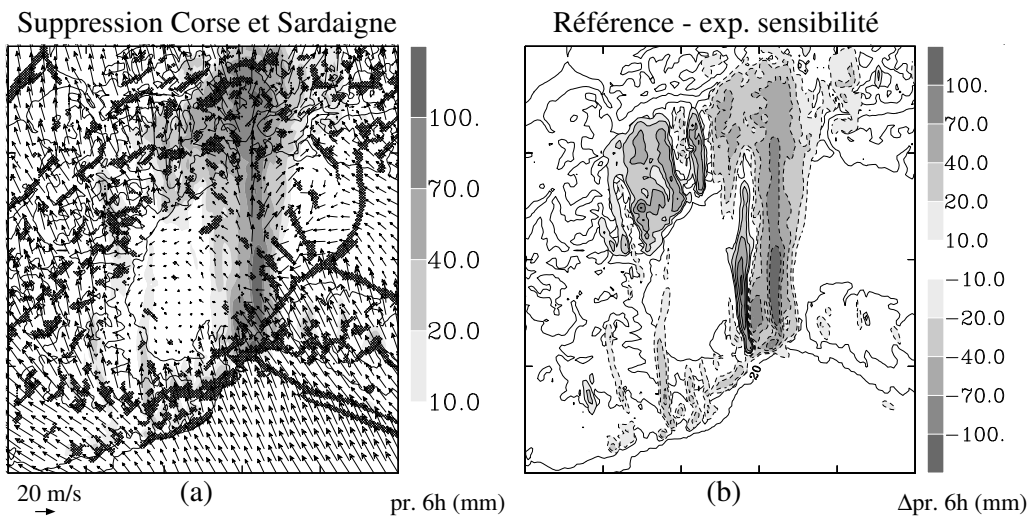 Suppression Corse et Sardaigne
Référence - exp. sensibilité
100.
70.0
40.0
20.0
10.0
100.
70.0
40.0
20.0
10.0
-10.0
-20.0
-40.0
-70.0
-100.
20
20 m/s
(a)
pr. 6h (mm)
(b)
Δpr. 6h (mm)